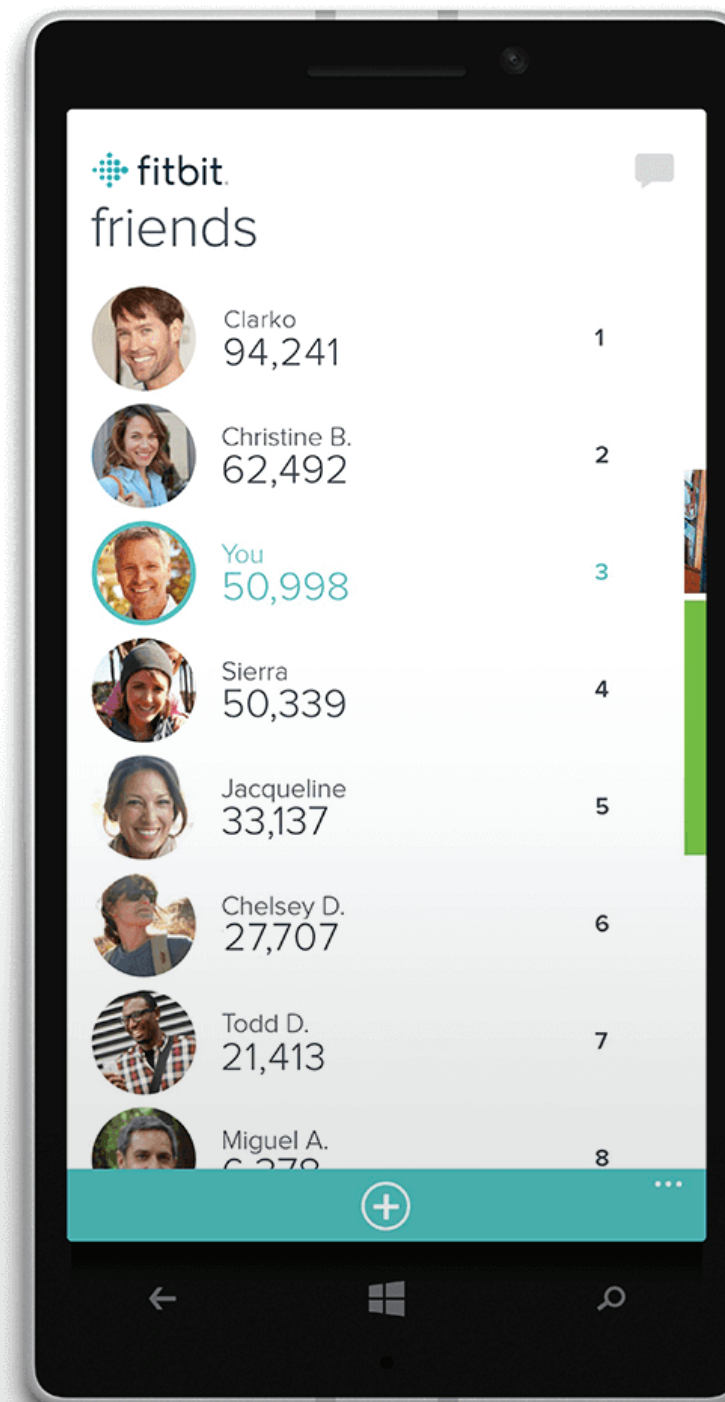 fitbit.
friends
Clarko
94,241
1
Christine B.
62,492
2
You
50,998
3
Sierra
50,339
4
Jacqueline
33,137
5
Chelsey D.
27,707
6
Todd D.
21,413
7
Miguel A.
8